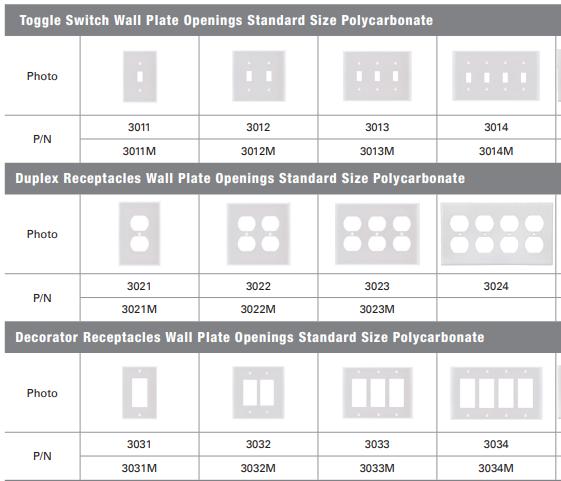 Toggle Switch Wall Plate Openings Standard Size Polycarbonate
Photo
P/N
3011 3012 3013 3014
3011M 3012M 3013M 3014M
Duplex Receptacles Wall Plate Openings Standard Size Polycarbonate
Photo
P/N
3021 3022 3023 3024
3021M 3022M 3023M
Decorator Receptacles Wall Plate Openings Standard Size Polycarbonate
Photo
P/N
3031 3032 3033 3034
3031M 3032M 3033M 3034M